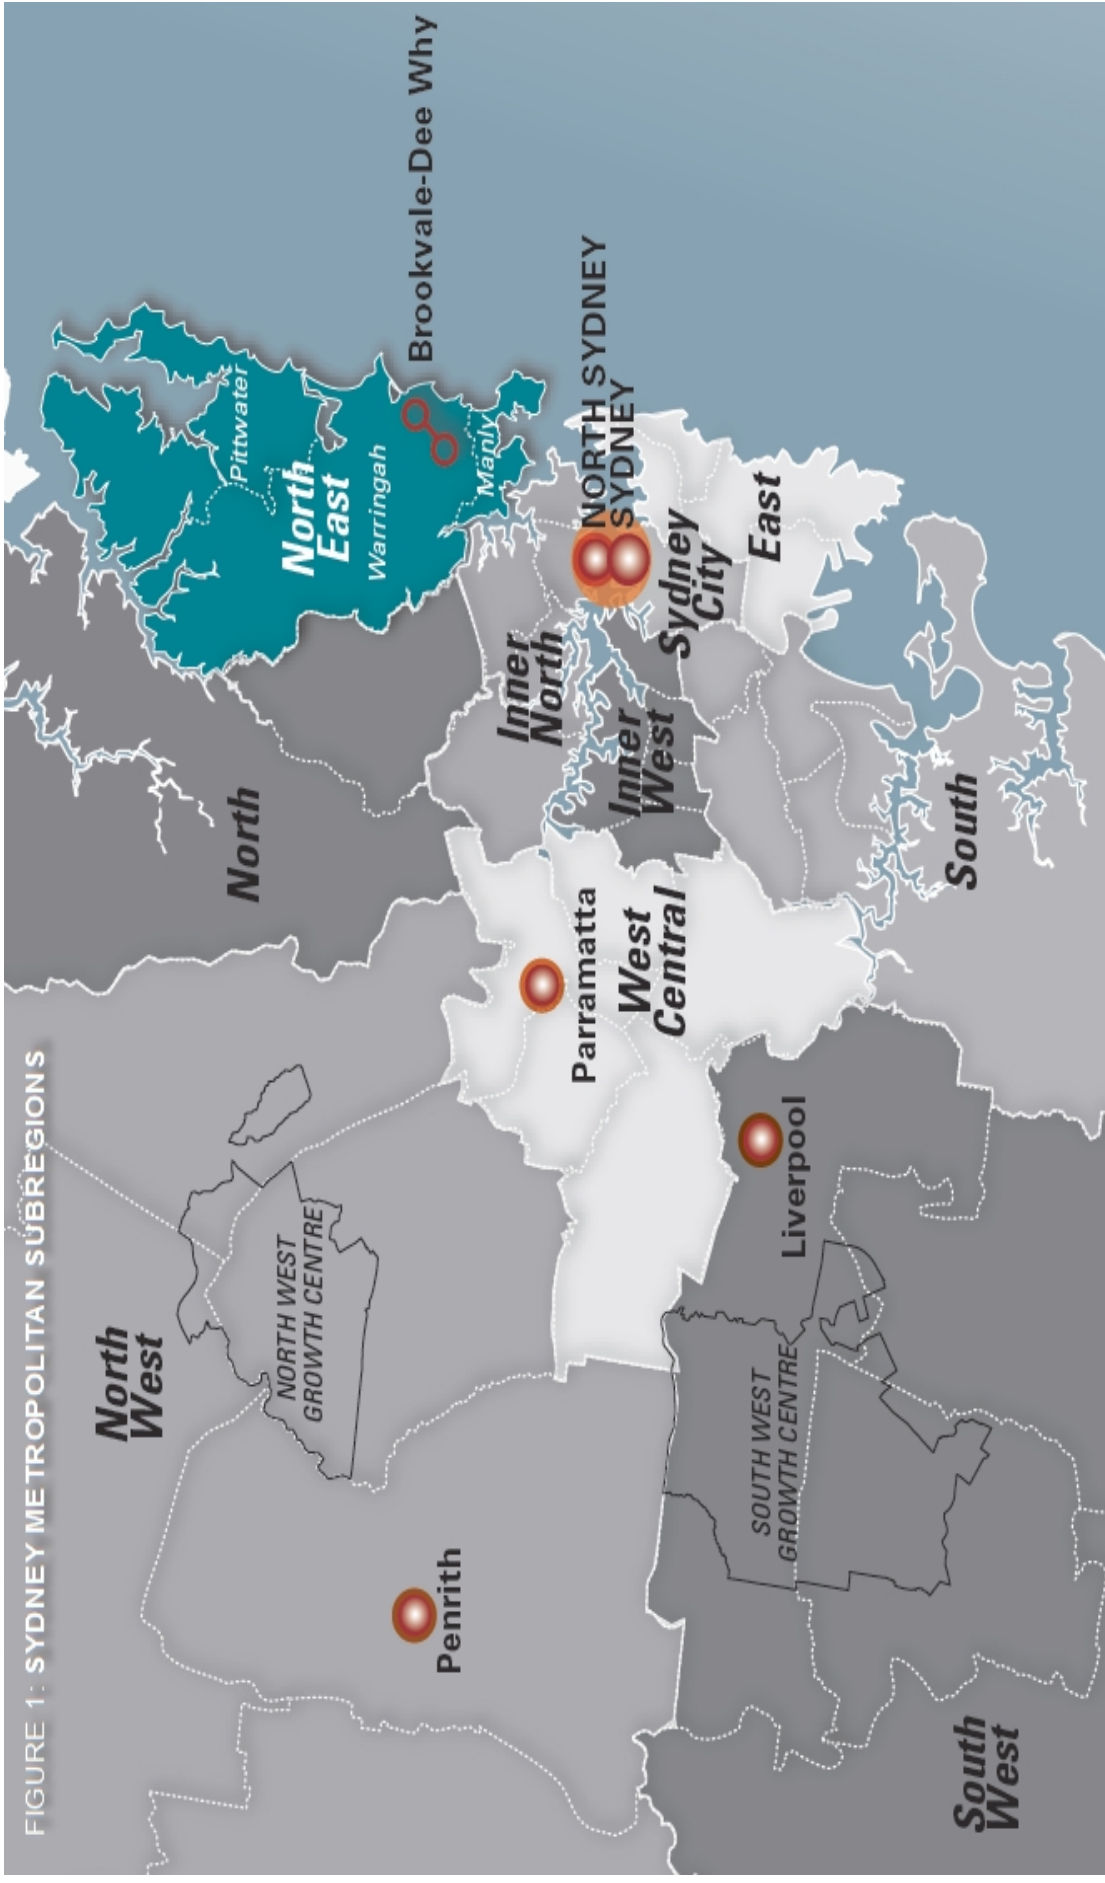 FIGURE 1: SYDNEY METROPOLITAN SUBREGIONS
North
West
North
Pittwater
North
East
Warringah
Brookvale-Dee Why
Manly
NORTH WEST
GROWTH CENTRE
Penrith
Inner
North
NORTH SYDNEY
SYDNEY
Parramatta
West
Central
Inner
West
Sydney
City
East
Liverpool
SOUTH WEST
GROWTH CENTRE
South
South
West